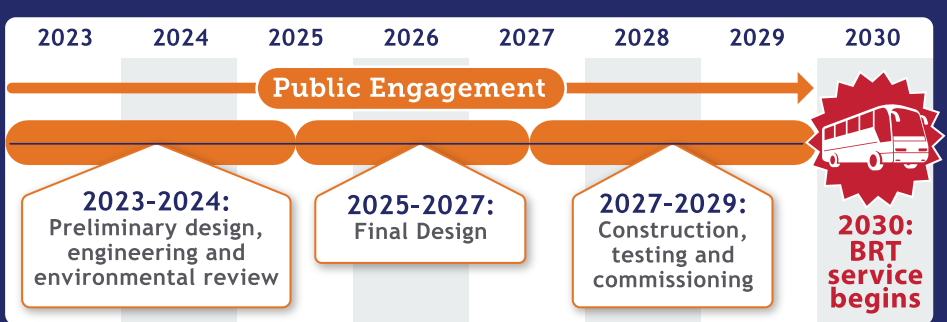 2023 2024 2025 2026 2027 2028 2029 2030
Public Engagement
2023-2024:
Preliminary design,
engineering and
environmental review
2025-2027:
Final Design
2027-2029:
Construction,
testing and
commissioning
2030:
BRT
service
begins